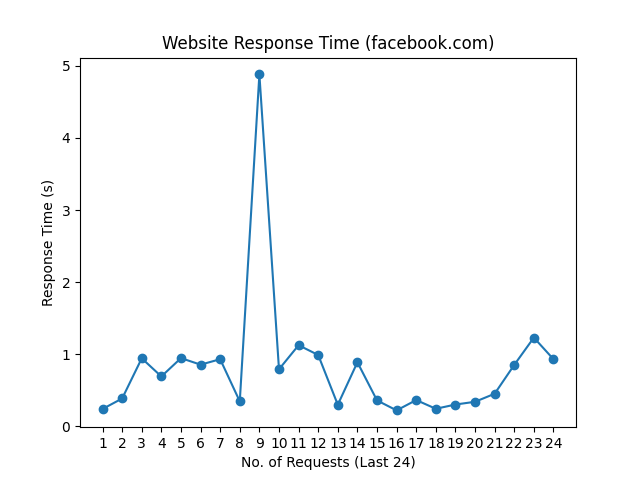 Website Response Time (facebook.com)
Response Time (s)
5
4
3
2
1
0
1 2 3 4 5 6 7 8 9 10 11 12 13 14 15 16 17 18 19 20 21 22 23 24
No. of Requests (Last 24)